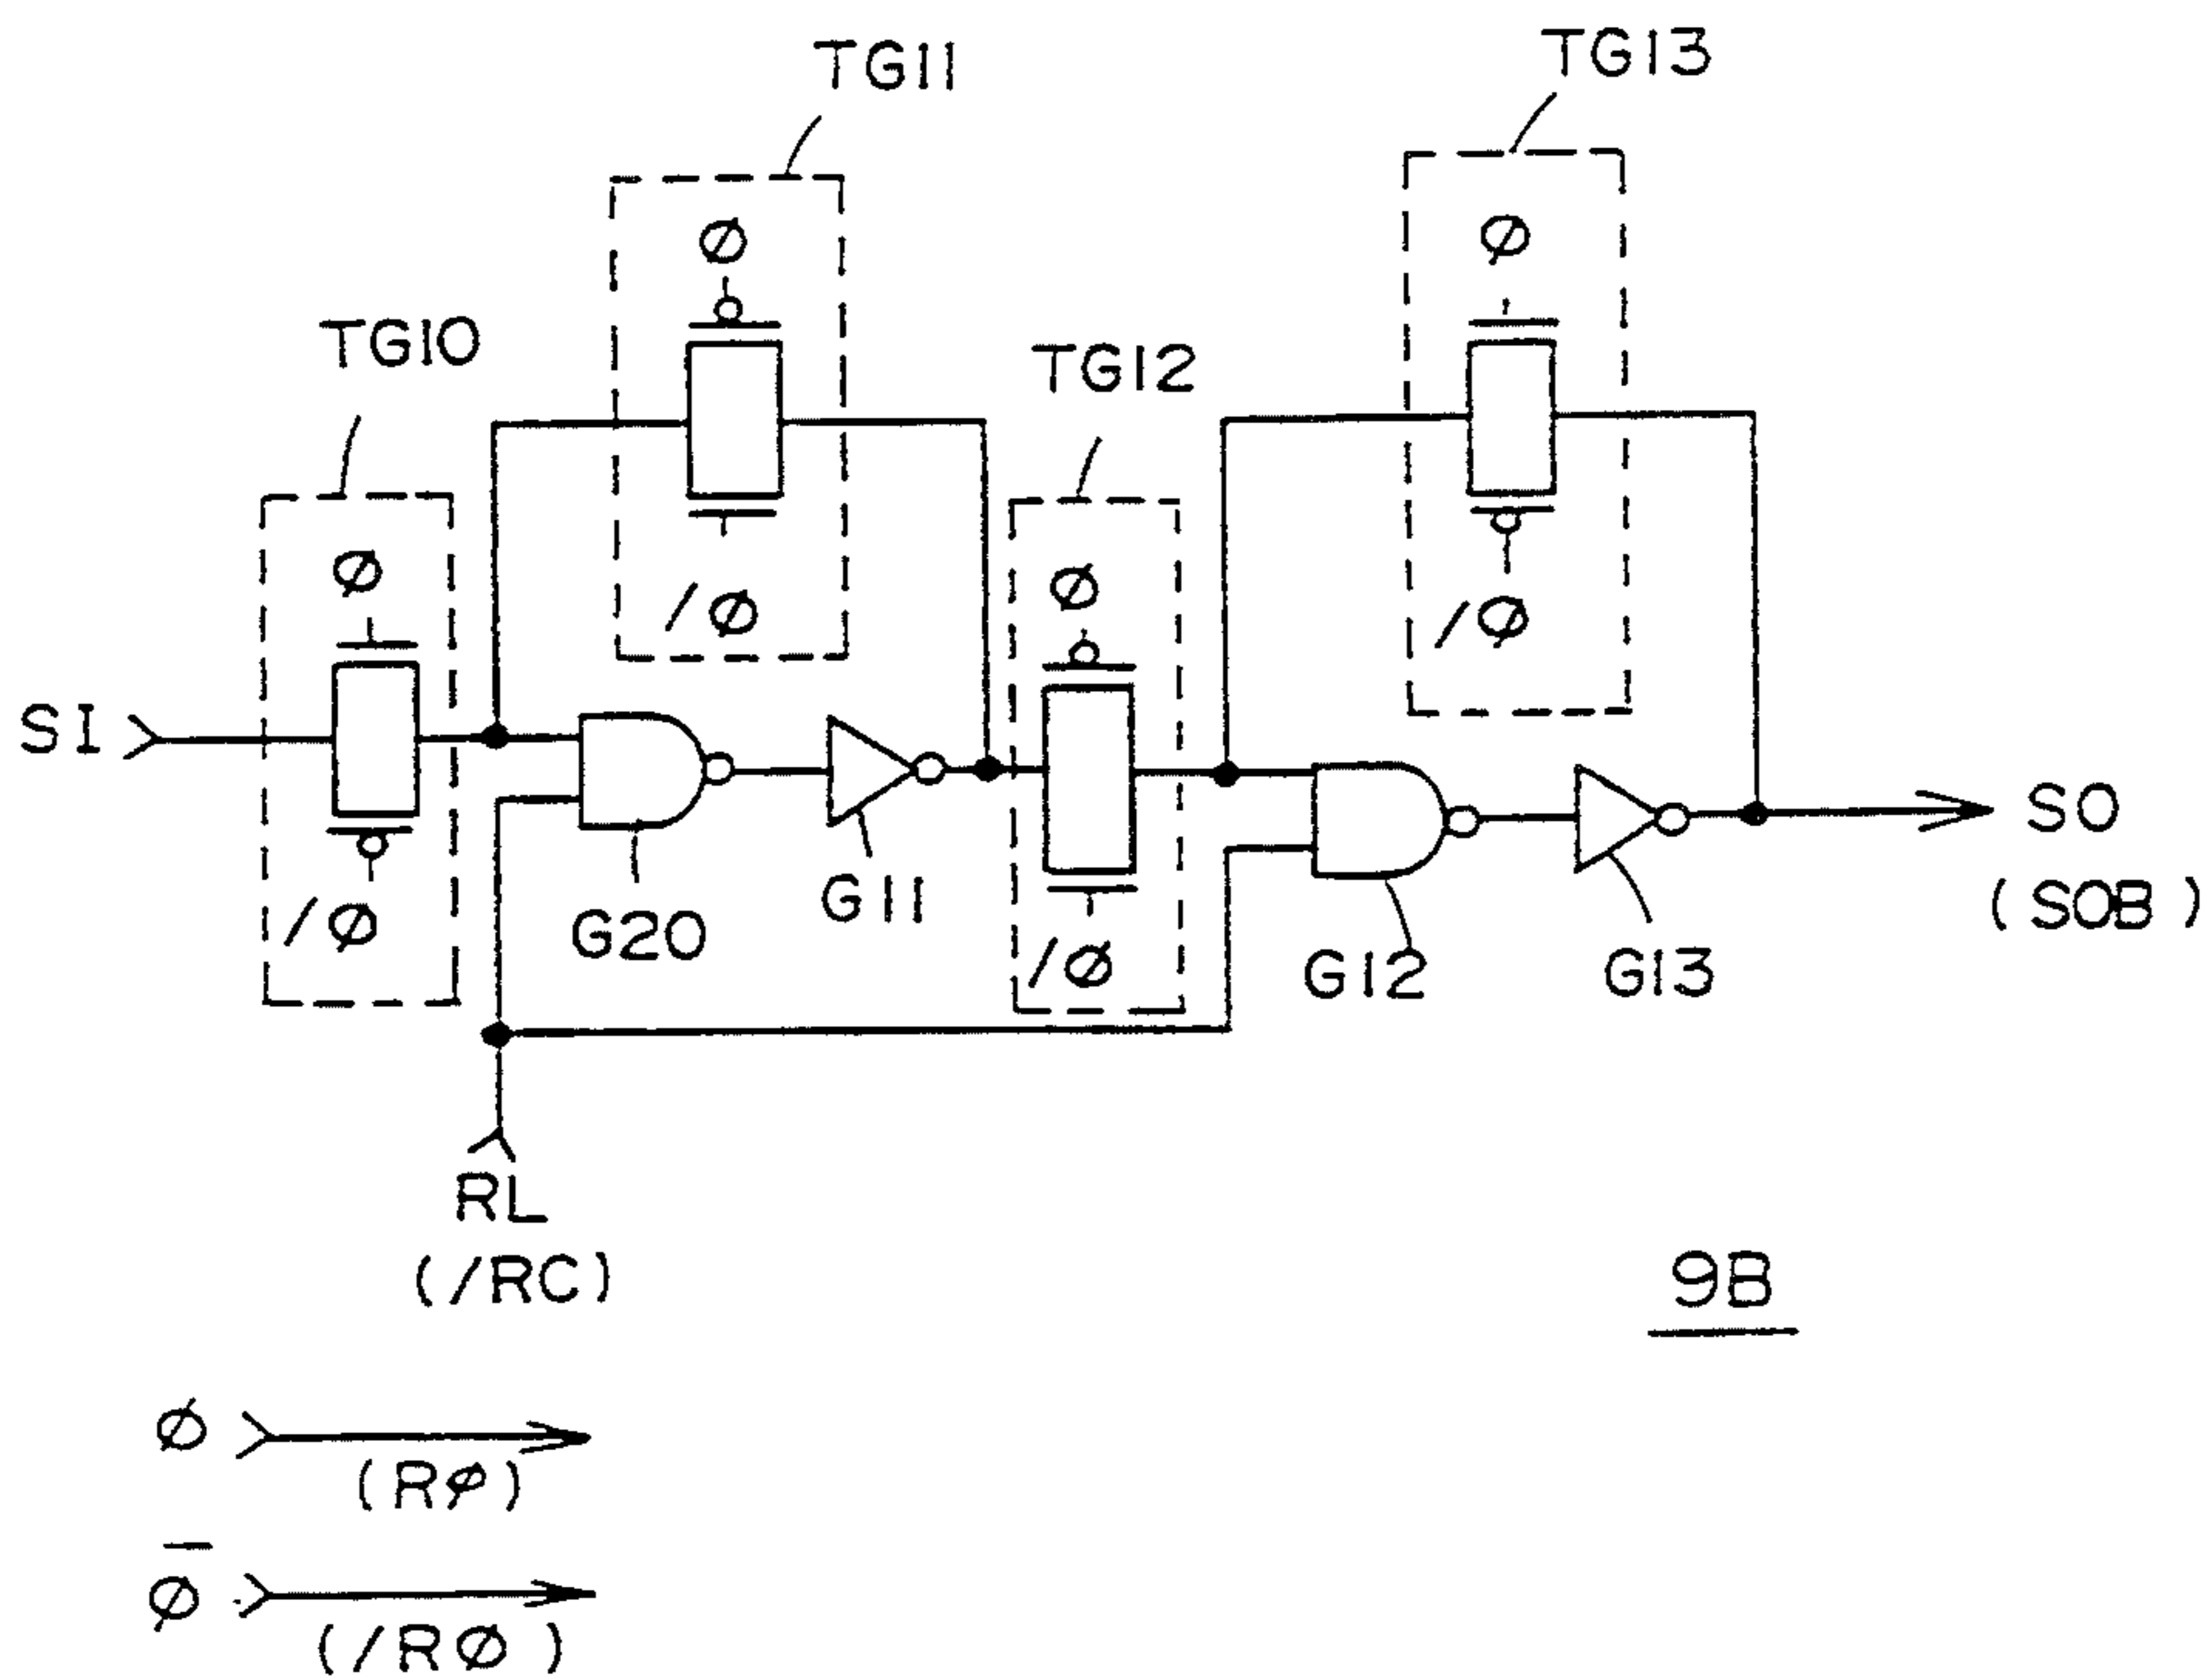 TG11
TG13
TG10
TG12
Ø
/Ø
Ø
/Ø
Ø
/Ø
Ø
/Ø
SI
SO
(SOB)
G20
G11
G12
G13
RL
(/RC)
9B
Ø
(RØ)
Ø̅
(/RØ)